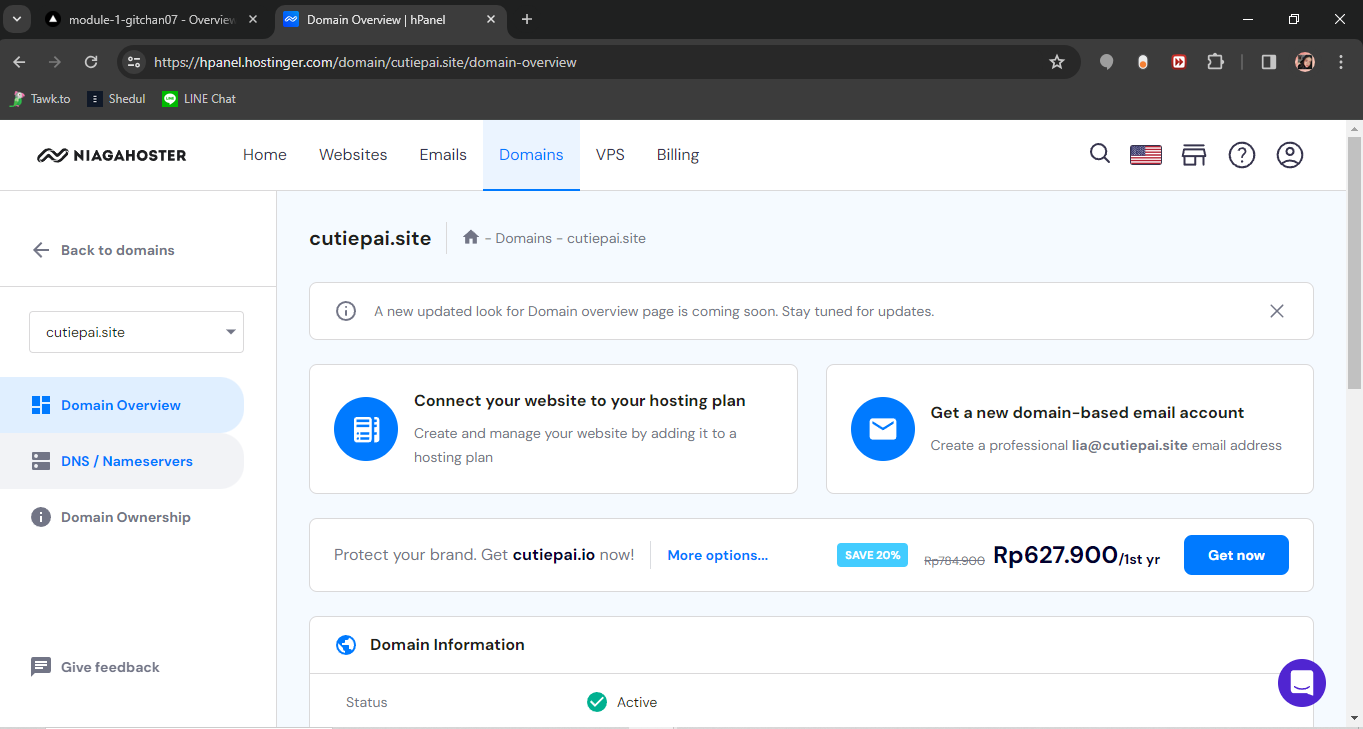 module-1-gitchan07 - Overview
Domain Overview | hPanel
https://hpanel.hostinger.com/domain/cutiepai.site/domain-overview
Tawk.to
Shedul
LINE Chat
NIAGAHOSTER
Home
Websites
Emails
Domains
VPS
Billing
Back to domains
cutiepai.site
- Domains - cutiepai.site
cutiepai.site
A new updated look for Domain overview page is coming soon. Stay tuned for updates.
Domain Overview
DNS / Nameservers
Domain Ownership
Give feedback
Connect your website to your hosting plan
Create and manage your website by adding it to a
hosting plan
Get a new domain-based email account
Create a professional lia@cutiepai.site email address
Protect your brand. Get cutiepai.io now!
More options...
SAVE 20%
Rp784.900
Rp627.900/1st yr
Get now
Domain Information
Status
Active